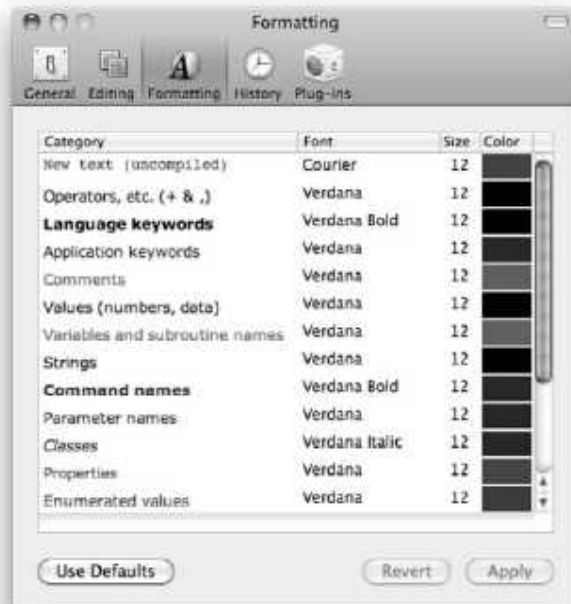 Formatting
General Editing Formatting History Plug-ins
Category Font Size Color
New text (uncompiled) Courier 12
Operators, etc. (+ & ,) Verdana 12
Language keywords Verdana Bold 12
Application keywords Verdana 12
Comments Verdana 12
Values (numbers, data) Verdana 12
Variables and subroutine names Verdana 12
Strings Verdana 12
Command names Verdana Bold 12
Parameter names Verdana 12
Classes Verdana Italic 12
Properties Verdana 12
Enumerated values Verdana 12
Use Defaults Revert Apply